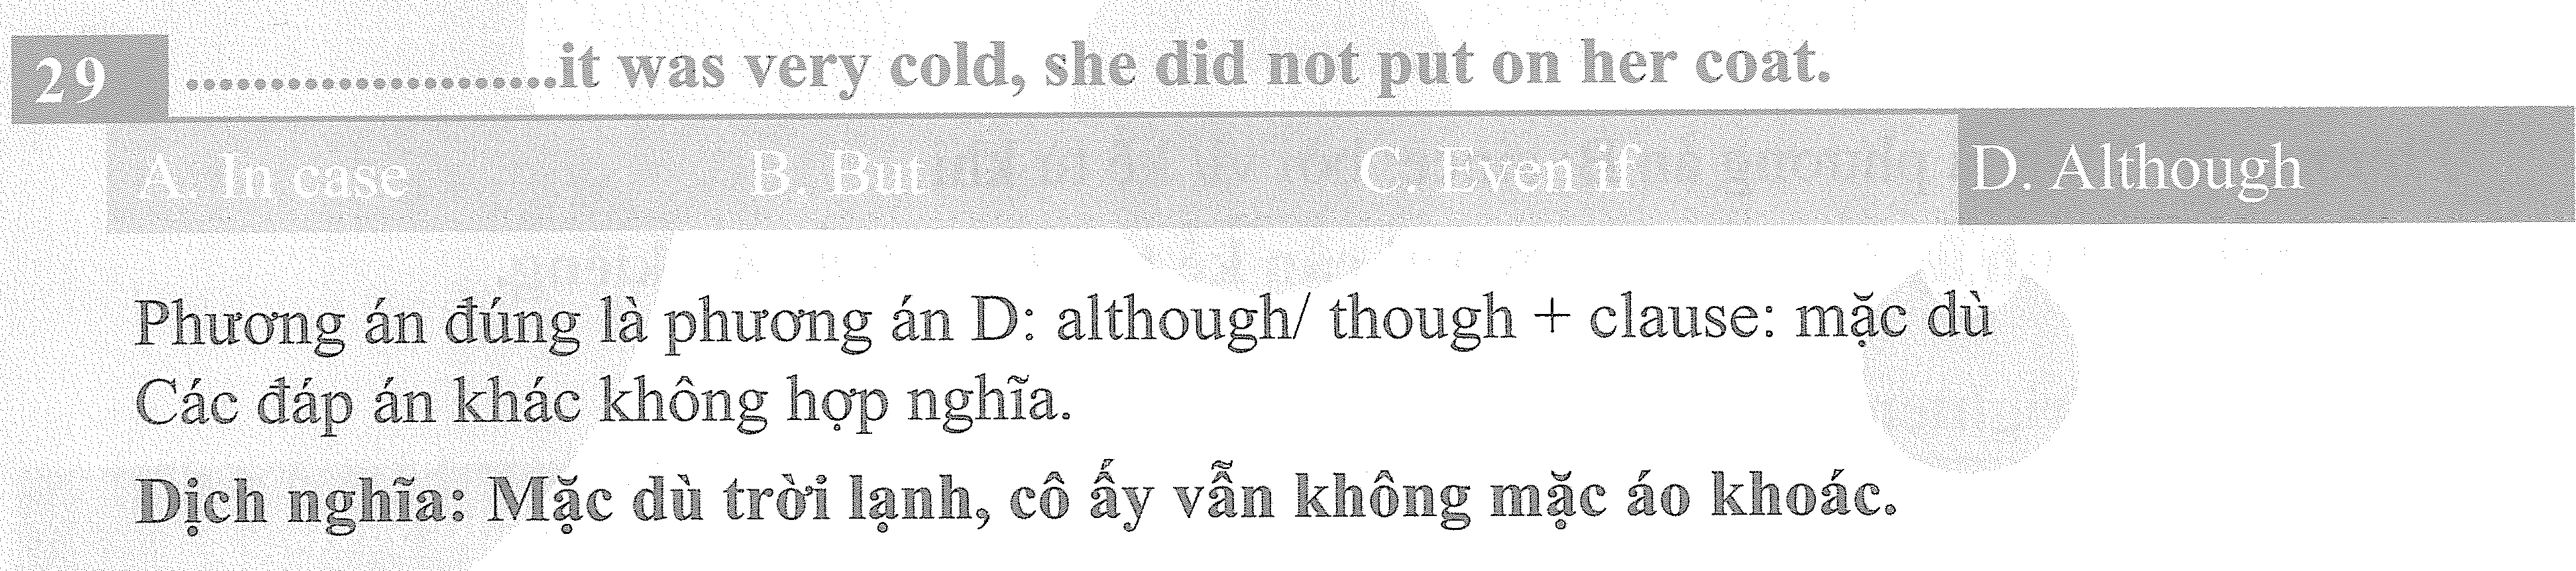 29 .....................it was very cold, she did not put on her coat.
A. In case B. But C. Even if D. Although
Phương án đúng là phương án D: although/ though + clause: mặc dù
Các đáp án khác không hợp nghĩa.
Dịch nghĩa: Mặc dù trời lạnh, cô ấy vẫn không mặc áo khoác.